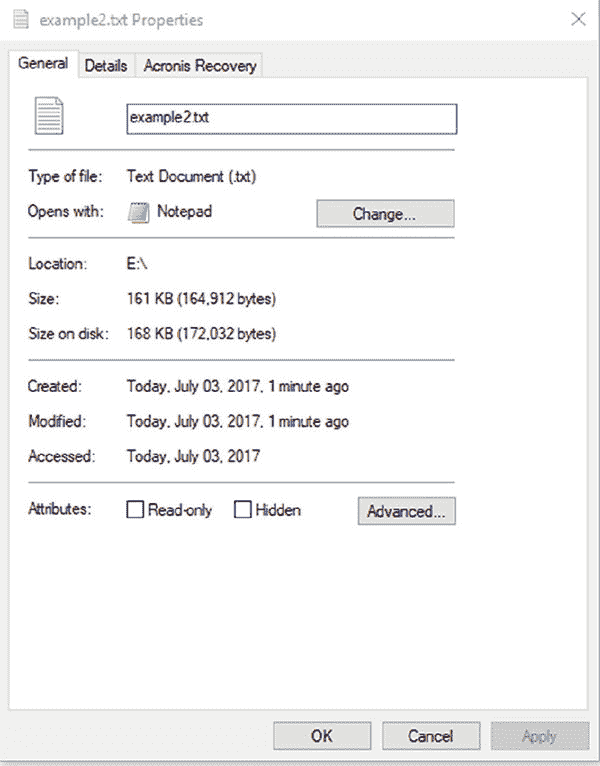 example2.txt Properties
General Details Acronis Recovery
example2.txt
Type of file: Text Document (.txt)
Opens with: Notepad Change...
Location: E:\
Size: 161 KB (164,912 bytes)
Size on disk: 168 KB (172,032 bytes)
Created: Today, July 03, 2017, 1 minute ago
Modified: Today, July 03, 2017, 1 minute ago
Accessed: Today, July 03, 2017
Attributes: Read-only Hidden Advanced...
OK Cancel Apply